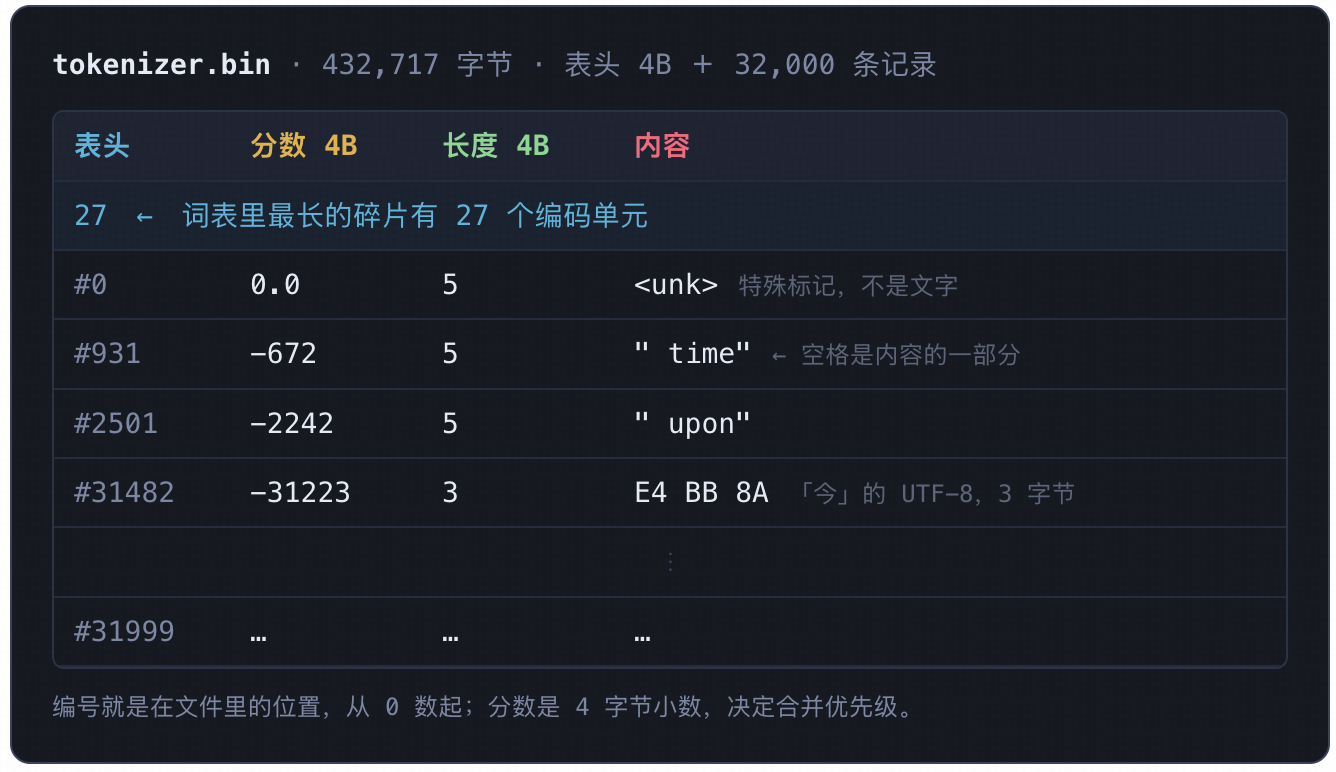 tokenizer.bin · 432,717 字节 · 表头 4B + 32,000 条记录
表头 分数 4B 长度 4B 内容
27 ← 词表里最长的碎片有 27 个编码单元
#0 0.0 5 <unk> 特殊标记，不是文字
#931 −672 5 " time" ← 空格是内容的一部分
#2501 −2242 5 " upon"
#31482 −31223 3 E4 BB 8A 「今」的 UTF−8，3 字节
⋮
#31999 … … …
编号就是在文件里的位置，从 0 数起；分数是 4 字节小数，决定合并优先级。